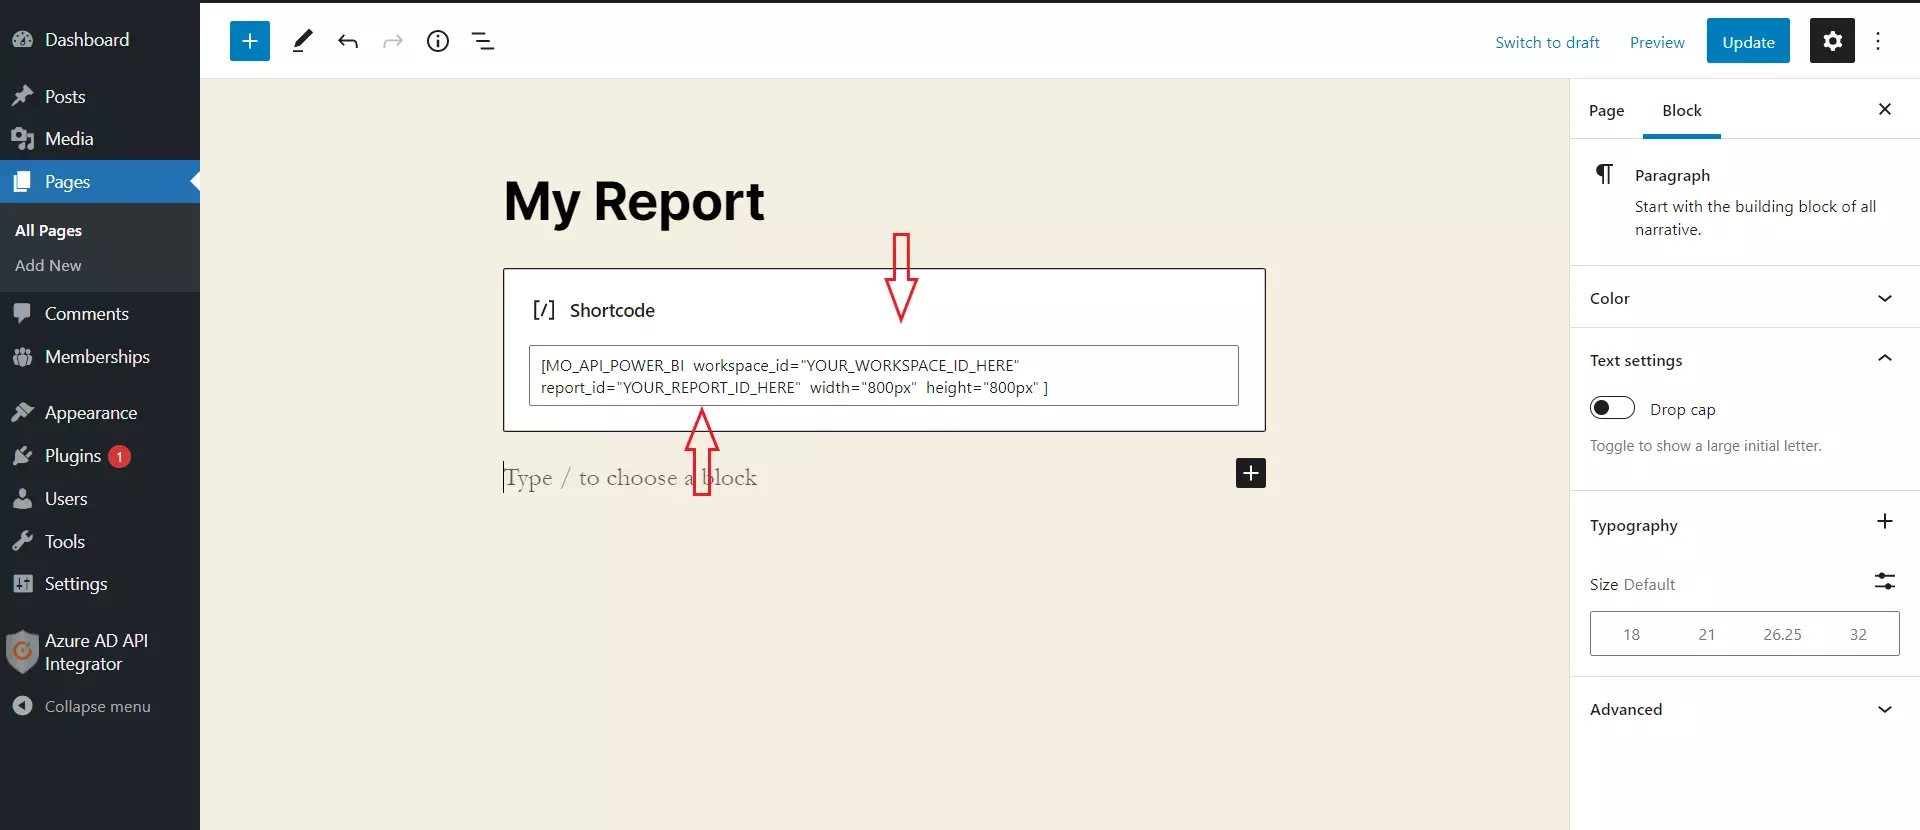 Dashboard
Posts
Media
Pages
All Pages
Add New
Comments
Memberships
Appearance
Plugins 1
Users
Tools
Settings
Azure AD API
Integrator
Collapse menu
Switch to draft
Preview
Update
My Report
[/] Shortcode
[MO_API_POWER_BI workspace_id="YOUR_WORKSPACE_ID_HERE"
report_id="YOUR_REPORT_ID_HERE" width="800px" height="800px" ]
Type / to choose a block
Page Block
Paragraph
Start with the building block of all
narrative.
Color
Text settings
Drop cap
Toggle to show a large initial letter.
Typography
Size Default
18 21 26.25 32
Advanced